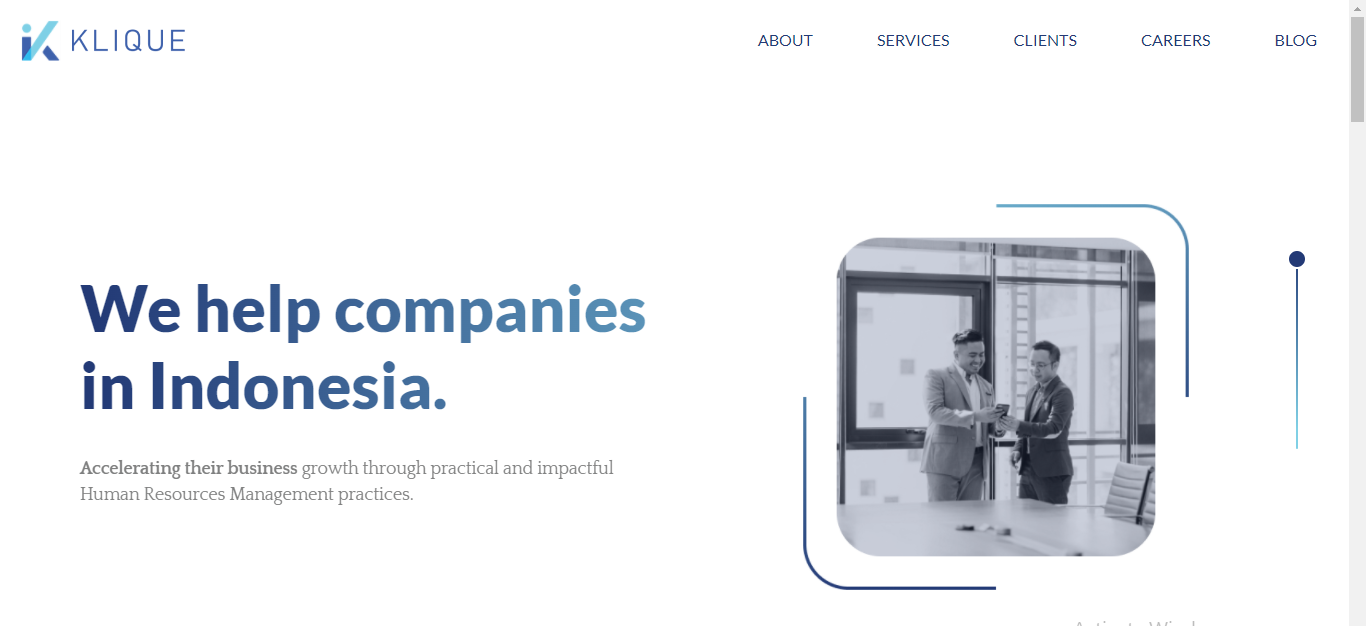 KLIQUE
ABOUT SERVICES CLIENTS CAREERS BLOG
We help companies
in Indonesia.
Accelerating their business growth through practical and impactful
Human Resources Management practices.